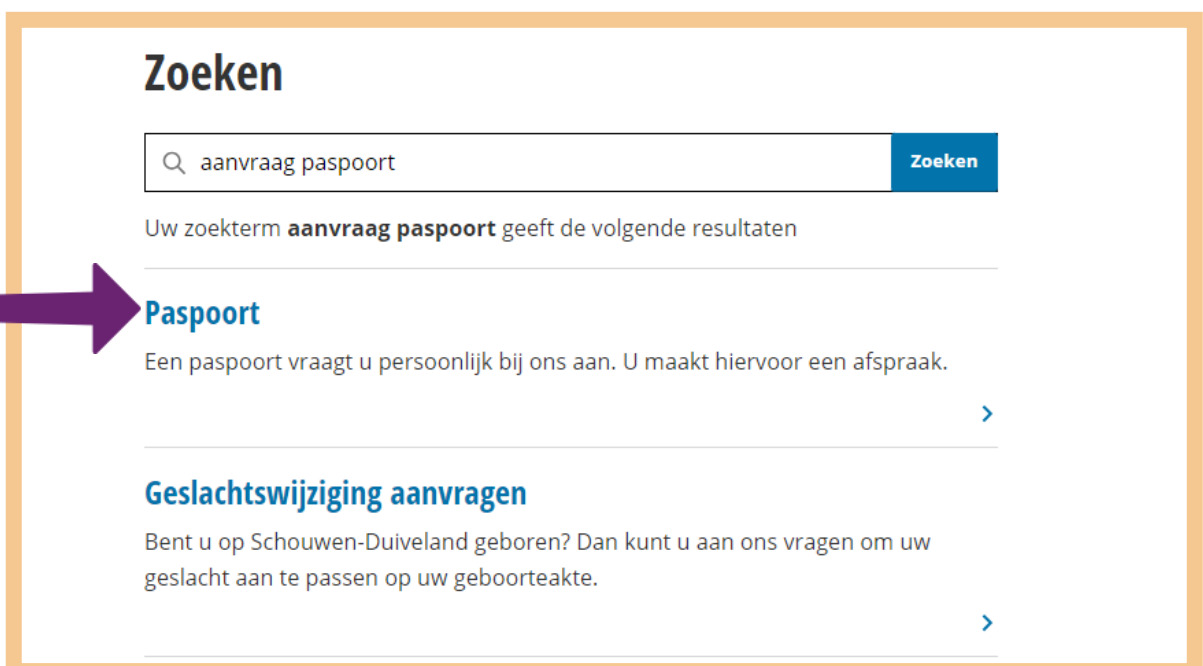 Zoeken
aanvraag paspoort
Zoeken
Uw zoekterm aanvraag paspoort geeft de volgende resultaten
Paspoort
Een paspoort vraagt u persoonlijk bij ons aan. U maakt hiervoor een afspraak.
Geslachtswijziging aanvragen
Bent u op Schouwen-Duiveland geboren? Dan kunt u aan ons vragen om uw
geslacht aan te passen op uw geboorteakte.